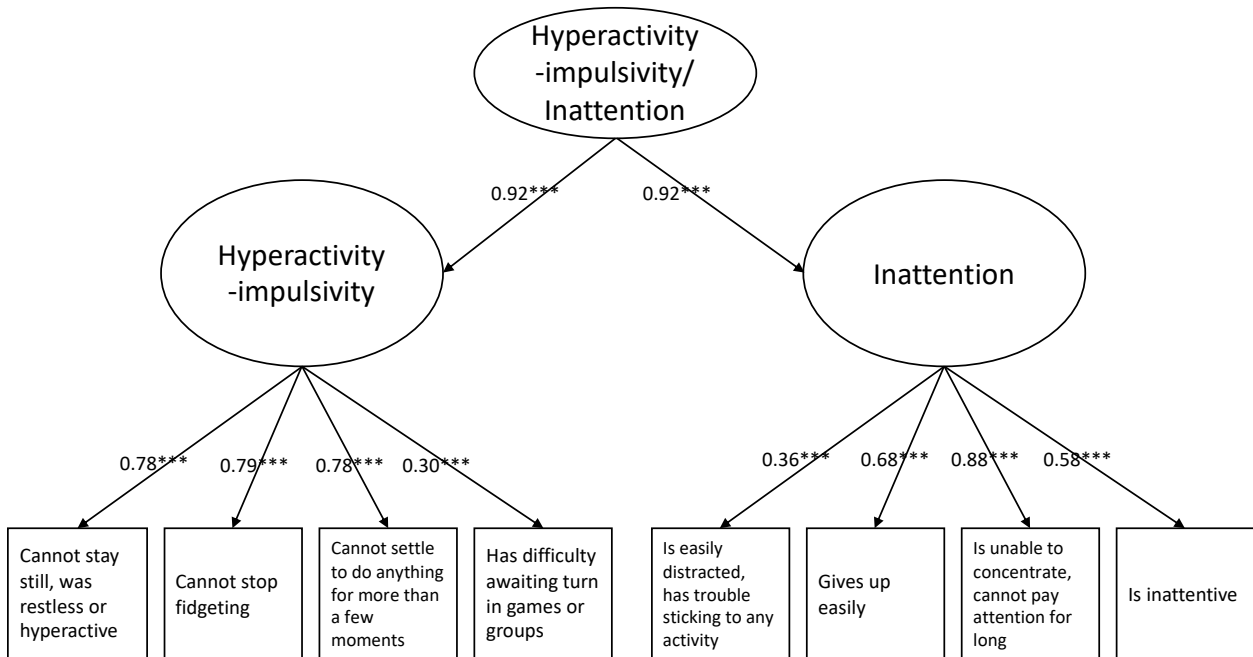 Hyperactivity
-impulsivity/
Inattention
0.92***
0.92***
Hyperactivity
-impulsivity
Inattention
0.78***
0.79***
0.78***
0.30***
0.36***
0.68***
0.88***
0.58***
Cannot stay
still, was
restless or
hyperactive
Cannot stop
fidgeting
Cannot settle
to do anything
for more than
a few
moments
Has difficulty
awaiting turn
in games or
groups
Is easily
distracted,
has trouble
sticking to any
activity
Gives up
easily
Is unable to
concentrate,
cannot pay
attention for
long
Is inattentive